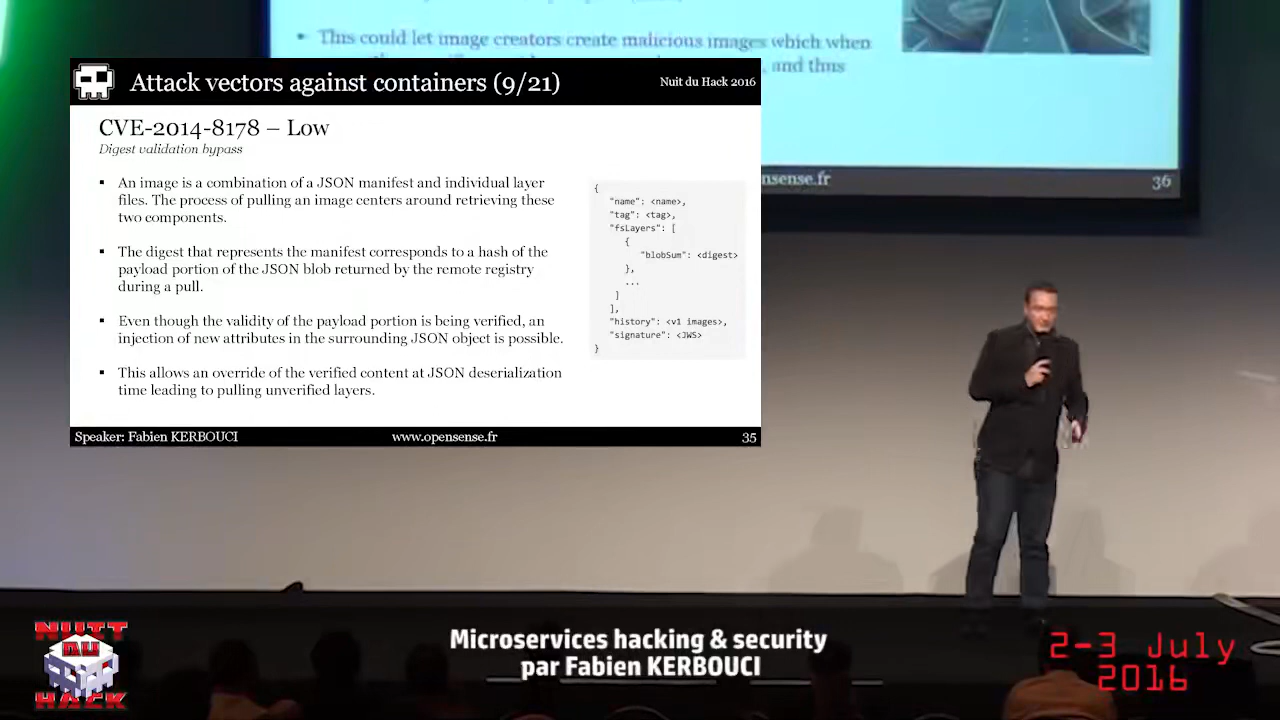 • This could let image creators create malicious images which when
, and thus
opensense.fr
36
Attack vectors against containers (9/21)
Nuit du Hack 2016
CVE-2014-8178 – Low
Digest validation bypass
▪ An image is a combination of a JSON manifest and individual layer
files. The process of pulling an image centers around retrieving these
two components.
▪ The digest that represents the manifest corresponds to a hash of the
payload portion of the JSON blob returned by the remote registry
during a pull.
▪ Even though the validity of the payload portion is being verified, an
injection of new attributes in the surrounding JSON object is possible.
▪ This allows an override of the verified content at JSON deserialization
time leading to pulling unverified layers.
{
"name": <name>,
"tag": <tag>,
"fsLayers": [
{
"blobSum": <digest>
},
...
]
],
"history": <v1 images>,
"signature": <JWS>
}
Speaker: Fabien KERBOUCI
www.opensense.fr
35
NUIT
DU
HACK
Microservices hacking & security
par Fabien KERBOUCI
2-3 July
2016